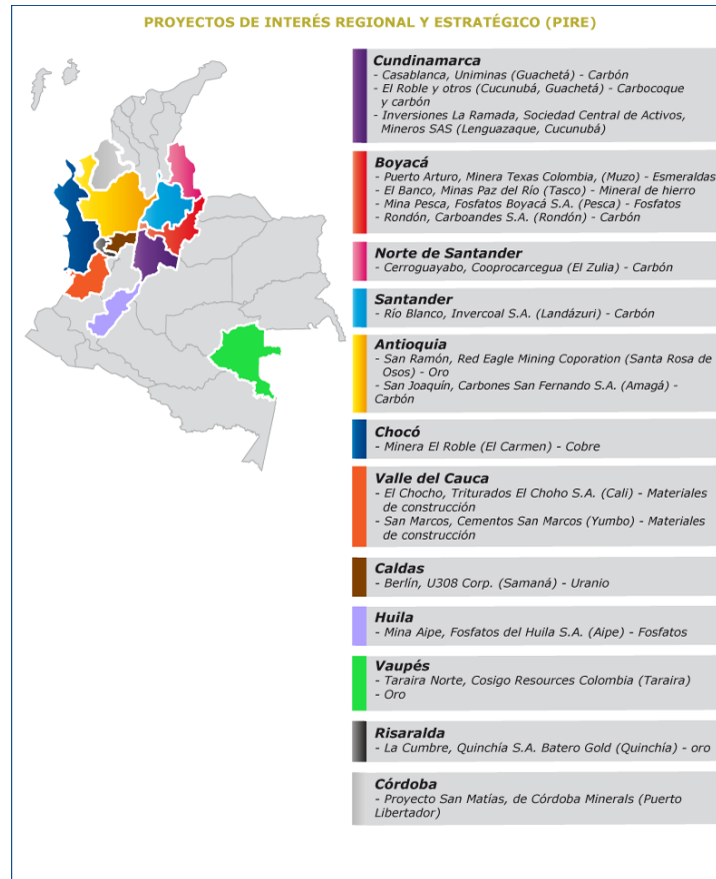 PROYECTOS DE INTERÉS REGIONAL Y ESTRATÉGICO (PIRE)
Cundinamarca
- Casablanca, Uniminas (Guachetá) - Carbón
- El Roble y otros (Cucunubá, Guachetá) - Carbocoque
y carbón
- Inversiones La Ramada, Sociedad Central de Activos,
Mineros SAS (Lenguazaque, Cucunubá)
Boyacá
- Puerto Arturo, Minera Texas Colombia, (Muzo) - Esmeraldas
- El Banco, Minas Paz del Río (Tasco) - Mineral de hierro
- Mina Pesca, Fosfatos Boyacá S.A. (Pesca) - Fosfatos
- Rondón, Carboandes S.A. (Rondón) - Carbón
Norte de Santander
- Cerroguayabo, Cooprocarcegua (El Zulia) - Carbón
Santander
- Río Blanco, Invercoal S.A. (Landázuri) - Carbón
Antioquia
- San Ramón, Red Eagle Mining Coporation (Santa Rosa de
Osos) - Oro
- San Joaquín, Carbones San Fernando S.A. (Amagá) -
Carbón
Chocó
- Minera El Roble (El Carmen) - Cobre
Valle del Cauca
- El Chocho, Triturados El Choho S.A. (Cali) - Materiales
de construcción
- San Marcos, Cementos San Marcos (Yumbo) - Materiales
de construcción
Caldas
- Berlín, U308 Corp. (Samaná) - Uranio
Huila
- Mina Aipe, Fosfatos del Huila S.A. (Aipe) - Fosfatos
Vaupés
- Taraira Norte, Cosigo Resources Colombia (Taraira)
- Oro
Risaralda
- La Cumbre, Quinchía S.A. Batero Gold (Quinchía) - oro
Córdoba
- Proyecto San Matías, de Córdoba Minerals (Puerto
Libertador)